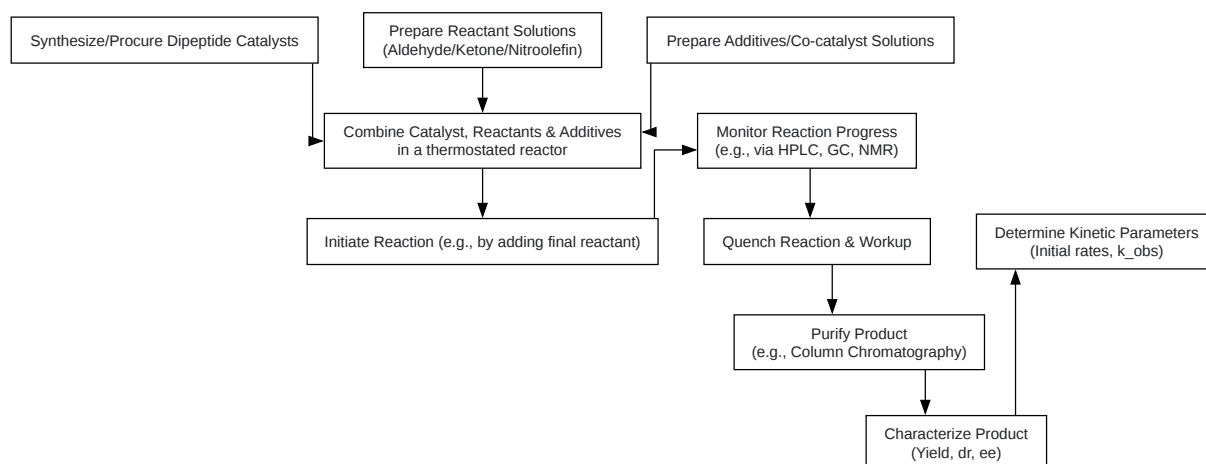 Synthesize/Procure Dipeptide Catalysts
Prepare Reactant Solutions
(Aldehyde/Ketone/Nitroolefin)
Prepare Additives/Co-catalyst Solutions
Combine Catalyst, Reactants & Additives
in a thermostated reactor
Monitor Reaction Progress
(e.g., via HPLC, GC, NMR)
Initiate Reaction (e.g., by adding final reactant)
Quench Reaction & Workup
Determine Kinetic Parameters
(Initial rates, k_obs)
Purify Product
(e.g., Column Chromatography)
Characterize Product
(Yield, dr, ee)